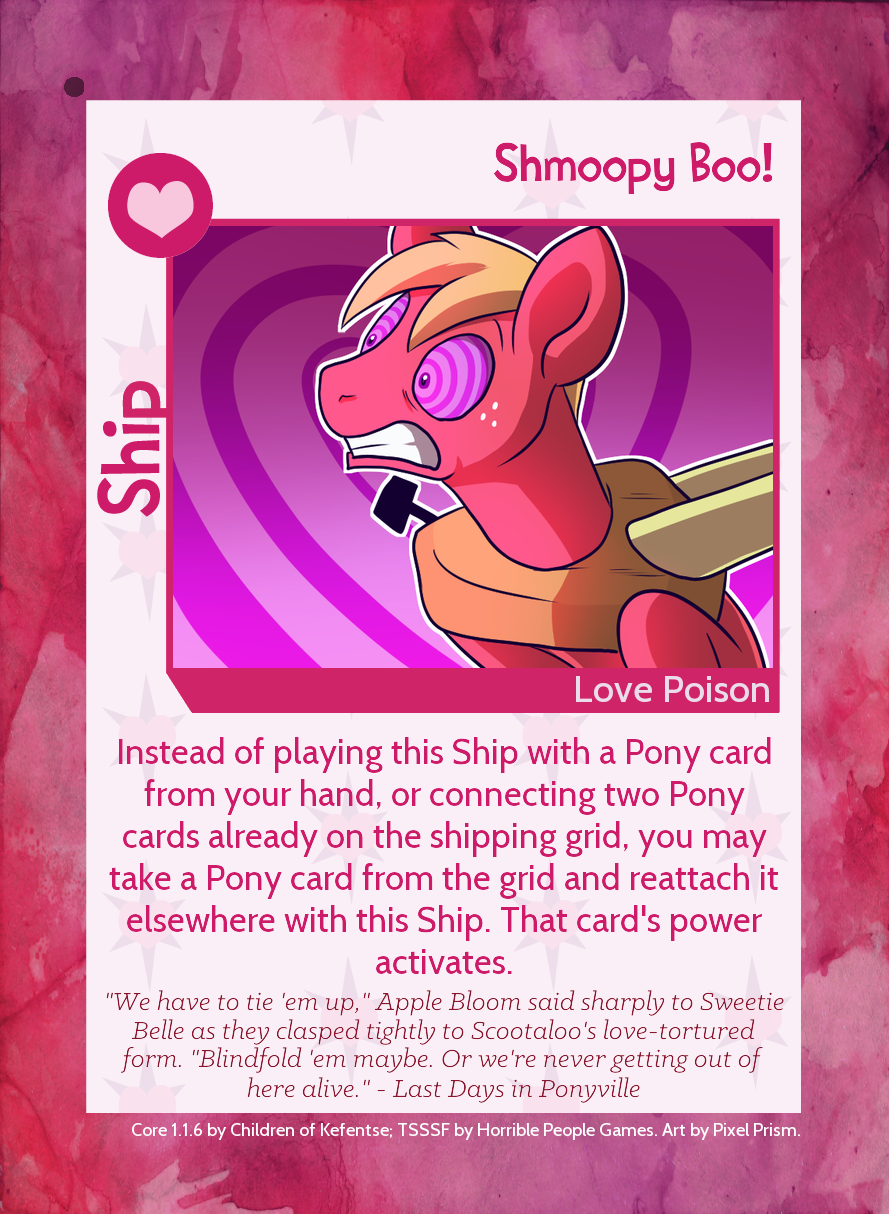 Shmoopy Boo!
Ship
Love Poison
Instead of playing this Ship with a Pony card
from your hand, or connecting two Pony
cards already on the shipping grid, you may
take a Pony card from the grid and reattach it
elsewhere with this Ship. That card's power
activates.
"We have to tie 'em up," Apple Bloom said sharply to Sweetie
Belle as they clasped tightly to Scootaloo's love-tortured
form. "Blindfold 'em maybe. Or we're never getting out of
here alive." - Last Days in Ponyville
Core 1.1.6 by Children of Kefentse; TSSSF by Horrible People Games. Art by Pixel Prism.